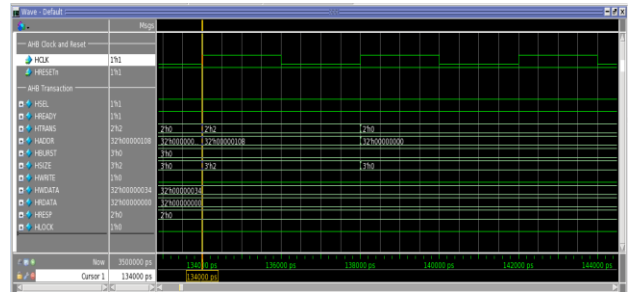 Wave - Default
Msgs
AHB Clock and Reset
HCLK 1'h1
HRESETn 1'h1
AHB Transaction
HSEL 1'h1
HREADY 1'h1
HTRANS 2'h2 2'h0 2'h2 2'h0
HADDR 32'h00000108 32'h000000... 32'h00000108 32'h00000000
HBURST 3'h0 3'h0
HSIZE 3'h2 3'h0 3'h2 3'h0
HWRITE 1'h0
HWDATA 32'h00000034 32'h00000034
HRDATA 32'h00000000 32'h00000000
HRESP 2'h0 2'h0
HLOCK 1'h0
Now 3500000 ps 136000 ps 138000 ps 140000 ps 142000 ps 144000 ps
Cursor 1 134000 ps 134000 ps